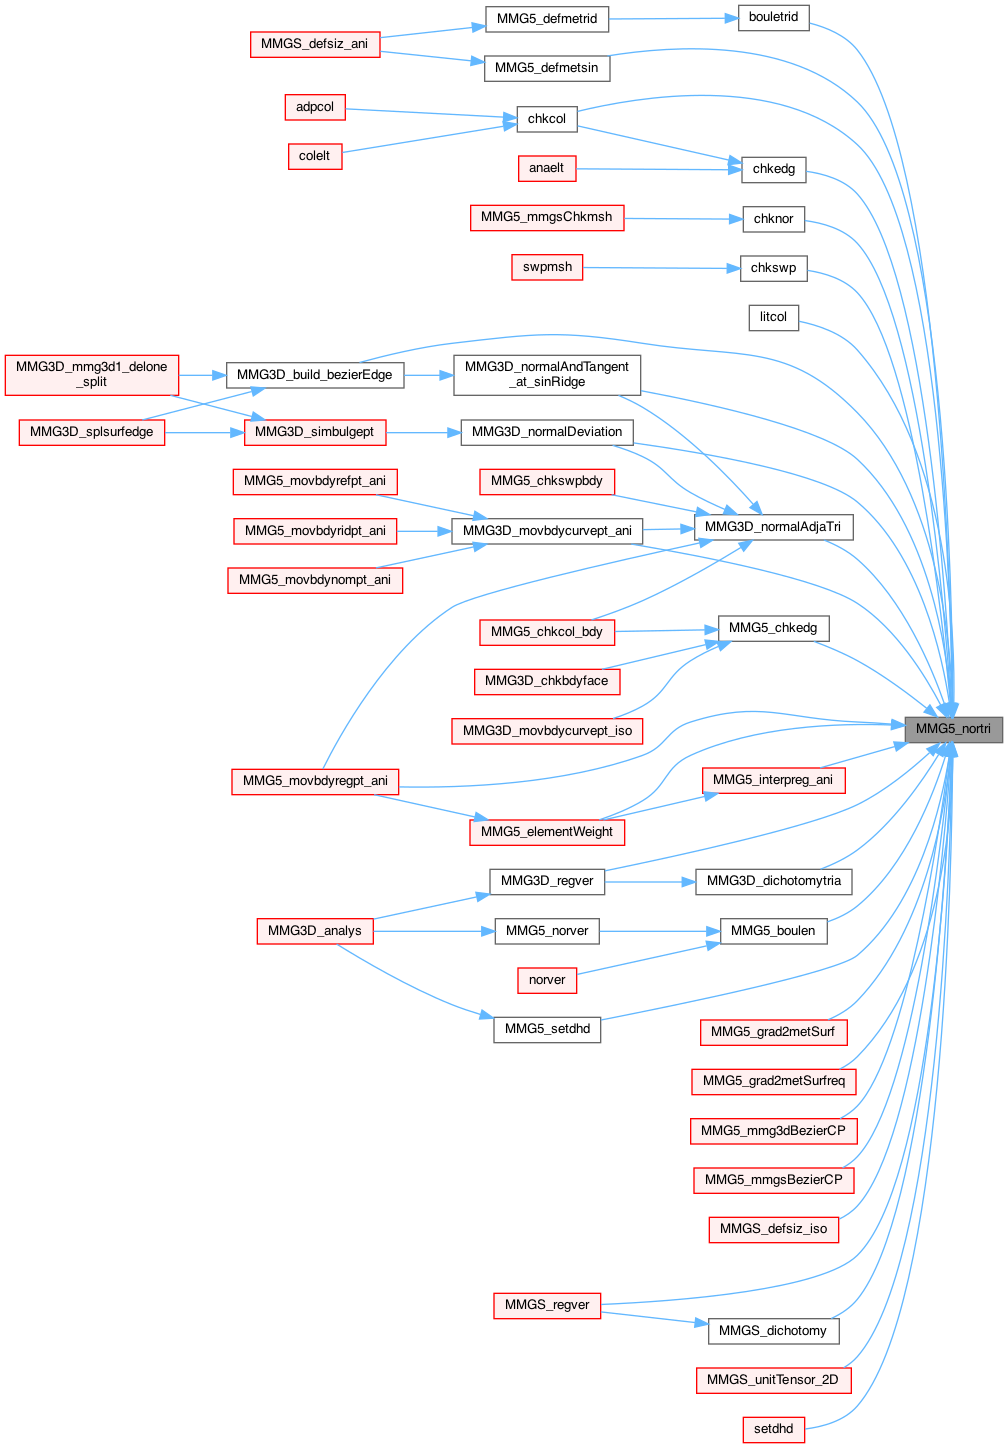 MMG5_defmetrid
bouletrid
MMGS_defsiz_ani
MMG5_defmetsin
adpcol
chkcol
colelt
anaelt
chkedg
MMG5_mmgsChkmsh
chknor
swpmsh
chkswp
litcol
MMG3D_mmg3d1_delone
_split
MMG3D_build_bezierEdge
MMG3D_normalAndTangent
_at_sinRidge
MMG3D_splsurfedge
MMG3D_simbulgept
MMG3D_normalDeviation
MMG5_movbdyrefpt_ani
MMG5_chkswpbdy
MMG5_movbdyridpt_ani
MMG3D_movbdycurvept_ani
MMG3D_normalAdjaTri
MMG5_movbdynompt_ani
MMG5_chkcol_bdy
MMG5_chkedg
MMG3D_chkbdyface
MMG3D_movbdycurvept_iso
MMG5_nortri
MMG5_movbdyregpt_ani
MMG5_interpreg_ani
MMG5_elementWeight
MMG3D_regver
MMG3D_dichotomytria
MMG3D_analys
MMG5_norver
MMG5_boulen
norver
MMG5_setdhd
MMG5_grad2metSurf
MMG5_grad2metSurfreq
MMG5_mmg3dBezierCP
MMG5_mmgsBezierCP
MMGS_defsiz_iso
MMGS_regver
MMGS_dichotomy
MMGS_unitTensor_2D
setdhd